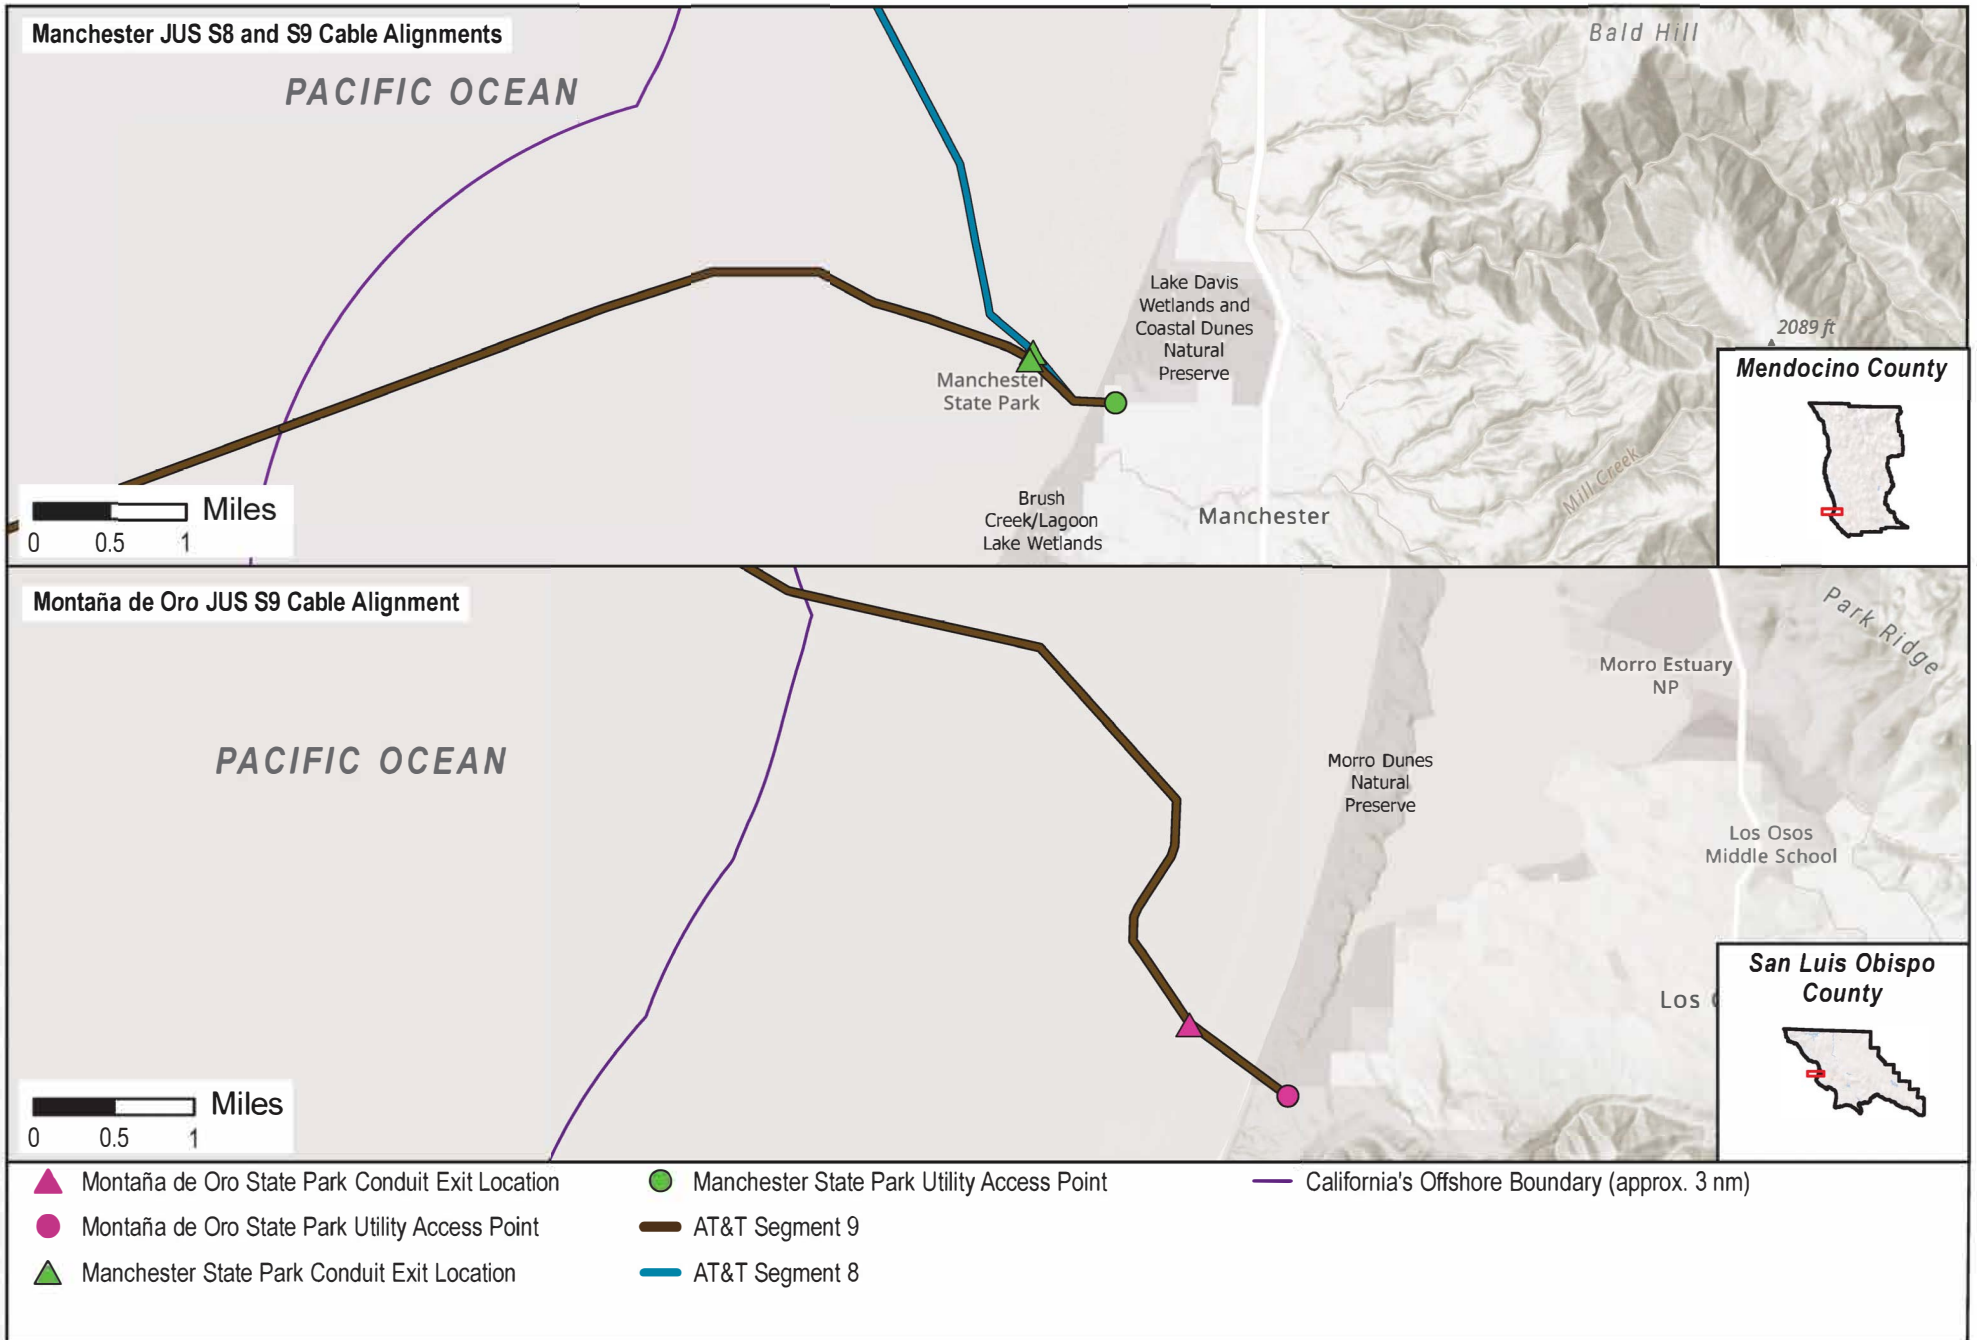 Manchester JUS S8 and S9 Cable Alignments
PACIFIC OCEAN
Bald Hill
Lake Davis
Wetlands and
Coastal Dunes
Natural
Preserve
2089 ft
Manchester
State Park
Mendocino County
Mill Creek
Brush
Creek/Lagoon
Lake Wetlands
Manchester
Miles
0 0.5 1
Montaña de Oro JUS S9 Cable Alignment
PACIFIC OCEAN
Park Ridge
Morro Estuary
NP
Morro Dunes
Natural
Preserve
Los Osos
Middle School
San Luis Obispo
County
Los
Miles
0 0.5 1
Montaña de Oro State Park Conduit Exit Location
Montaña de Oro State Park Utility Access Point
Manchester State Park Conduit Exit Location
Manchester State Park Utility Access Point
AT&T Segment 9
AT&T Segment 8
California's Offshore Boundary (approx. 3 nm)